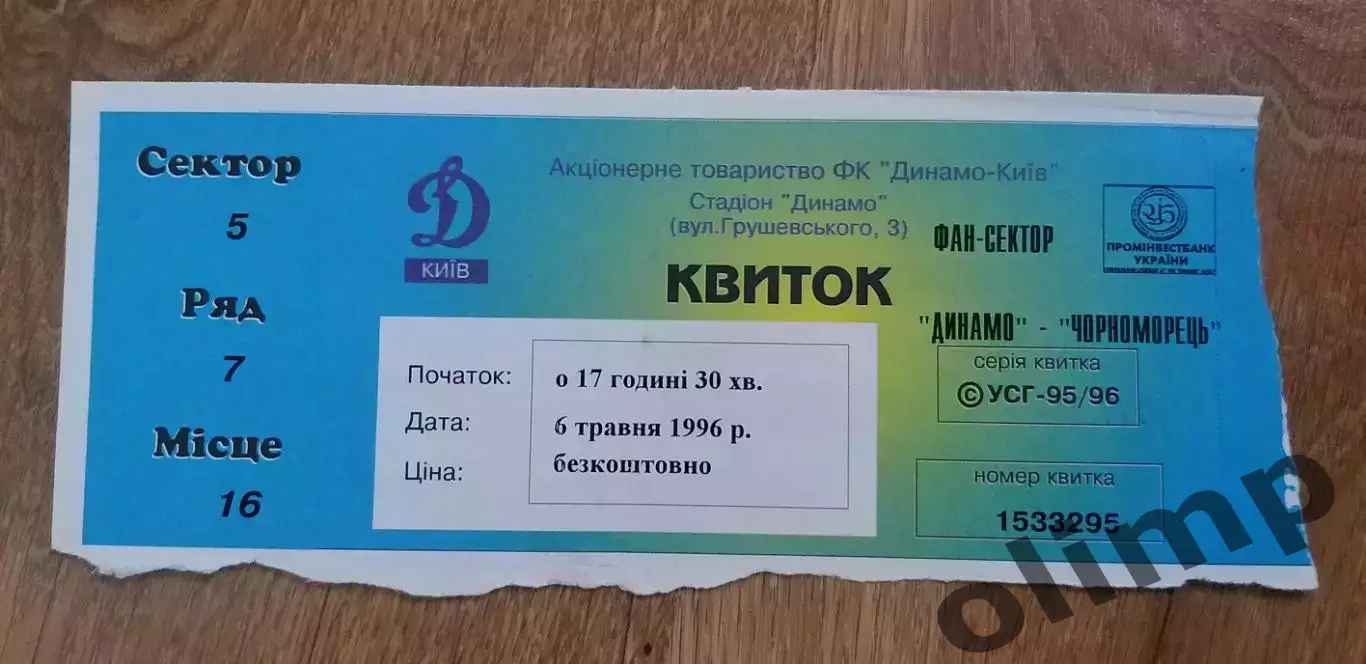 Сектор
5
Ряд
7
Місце
16
Д
КИЇВ
Акціонерне товариство ФК "Динамо-Київ"
Стадіон "Динамо"
(вул.Грушевського, 3)
КВИТОК
ФАН-СЕКТОР
"ДИНАМО" - "ЧОРНОМОРЕЦЬ"
ПРОМІНВЕСТБАНК
УКРАЇНИ
Початок: о 17 годині 30 хв.
Дата: 6 травня 1996 р.
Ціна: безкоштовно
серія квитка
©УСГ-95/96
номер квитка
1533295
olimp